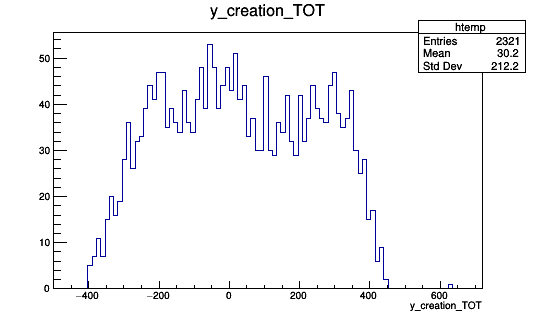 y_creation_TOT
htemp
Entries 2321
Mean 30.2
Std Dev 212.2
50
40
30
20
10
0
−400 −200 0 200 400 600
y_creation_TOT